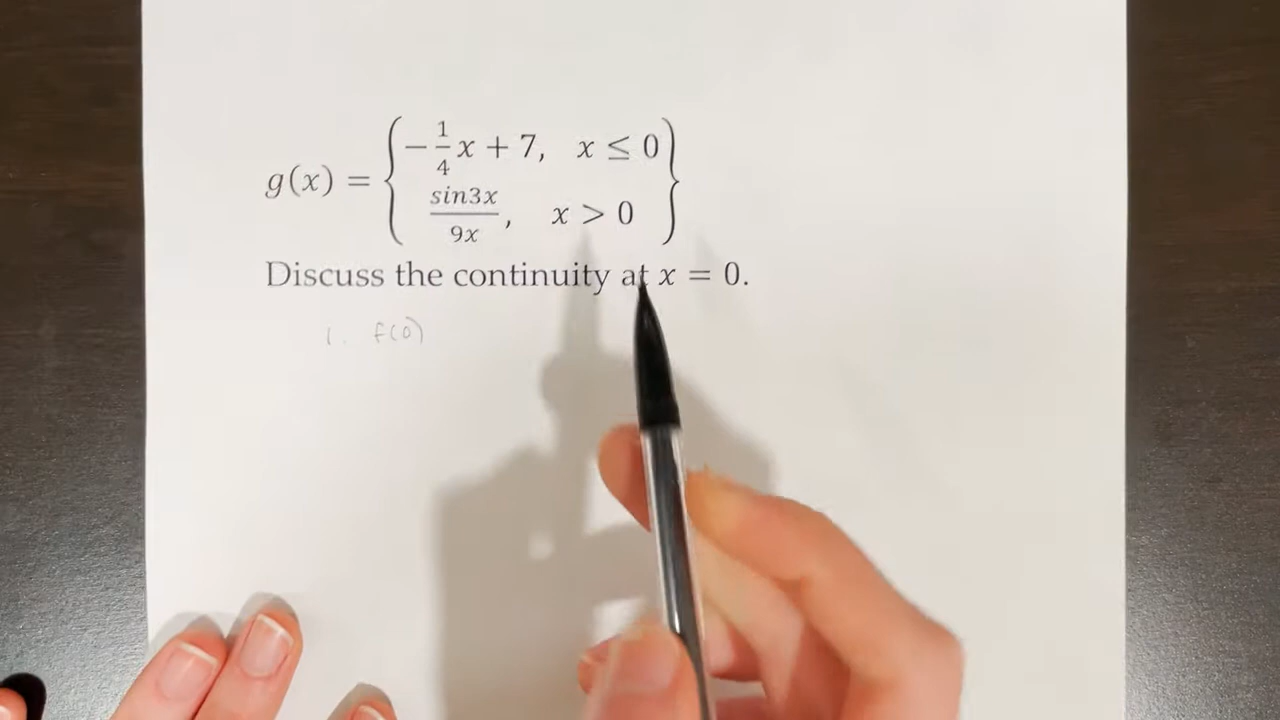 g(x) = { -1/4 x + 7, x ≤ 0
sin3x/9x, x > 0 }
Discuss the continuity at x = 0.
1. f(0)